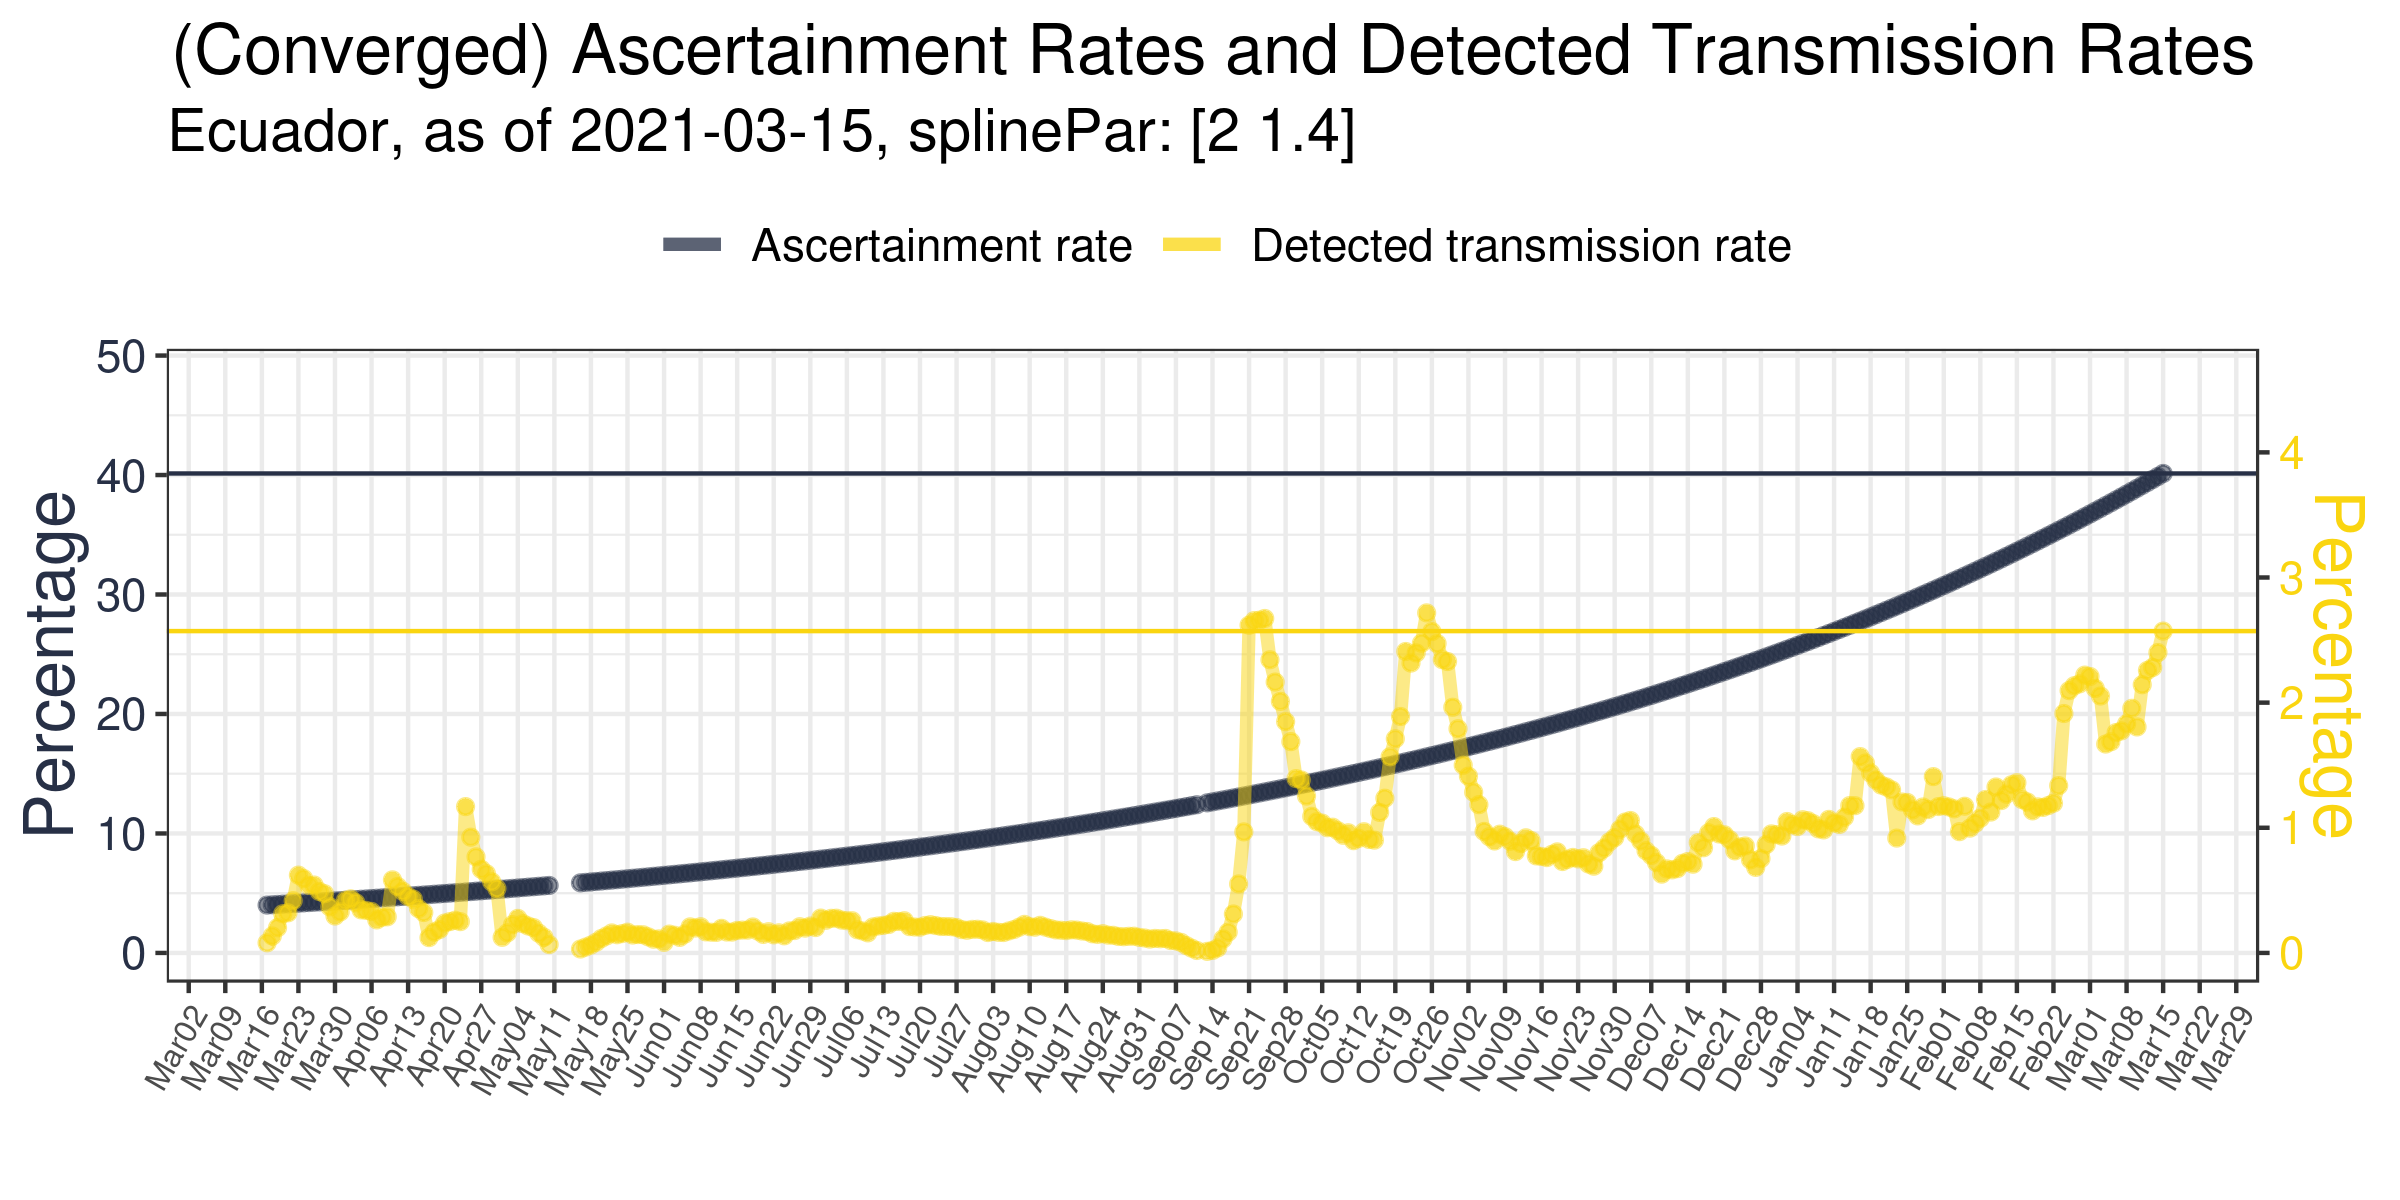 (Converged) Ascertainment Rates and Detected Transmission Rates
Ecuador, as of 2021-03-15, splinePar: [2 1.4]
Ascertainment rate
Detected transmission rate
Percentage
50
40
30
20
10
0
4
3
2
1
0
Percentage
Mar02
Mar09
Mar16
Mar23
Mar30
Apr06
Apr13
Apr20
Apr27
May04
May11
May18
May25
Jun01
Jun08
Jun15
Jun22
Jun29
Jul06
Jul13
Jul20
Jul27
Aug03
Aug10
Aug17
Aug24
Aug31
Sep07
Sep14
Sep21
Sep28
Oct05
Oct12
Oct19
Oct26
Nov02
Nov09
Nov16
Nov23
Nov30
Dec07
Dec14
Dec21
Dec28
Jan04
Jan11
Jan18
Jan25
Feb01
Feb08
Feb15
Feb22
Mar01
Mar08
Mar15
Mar22
Mar29